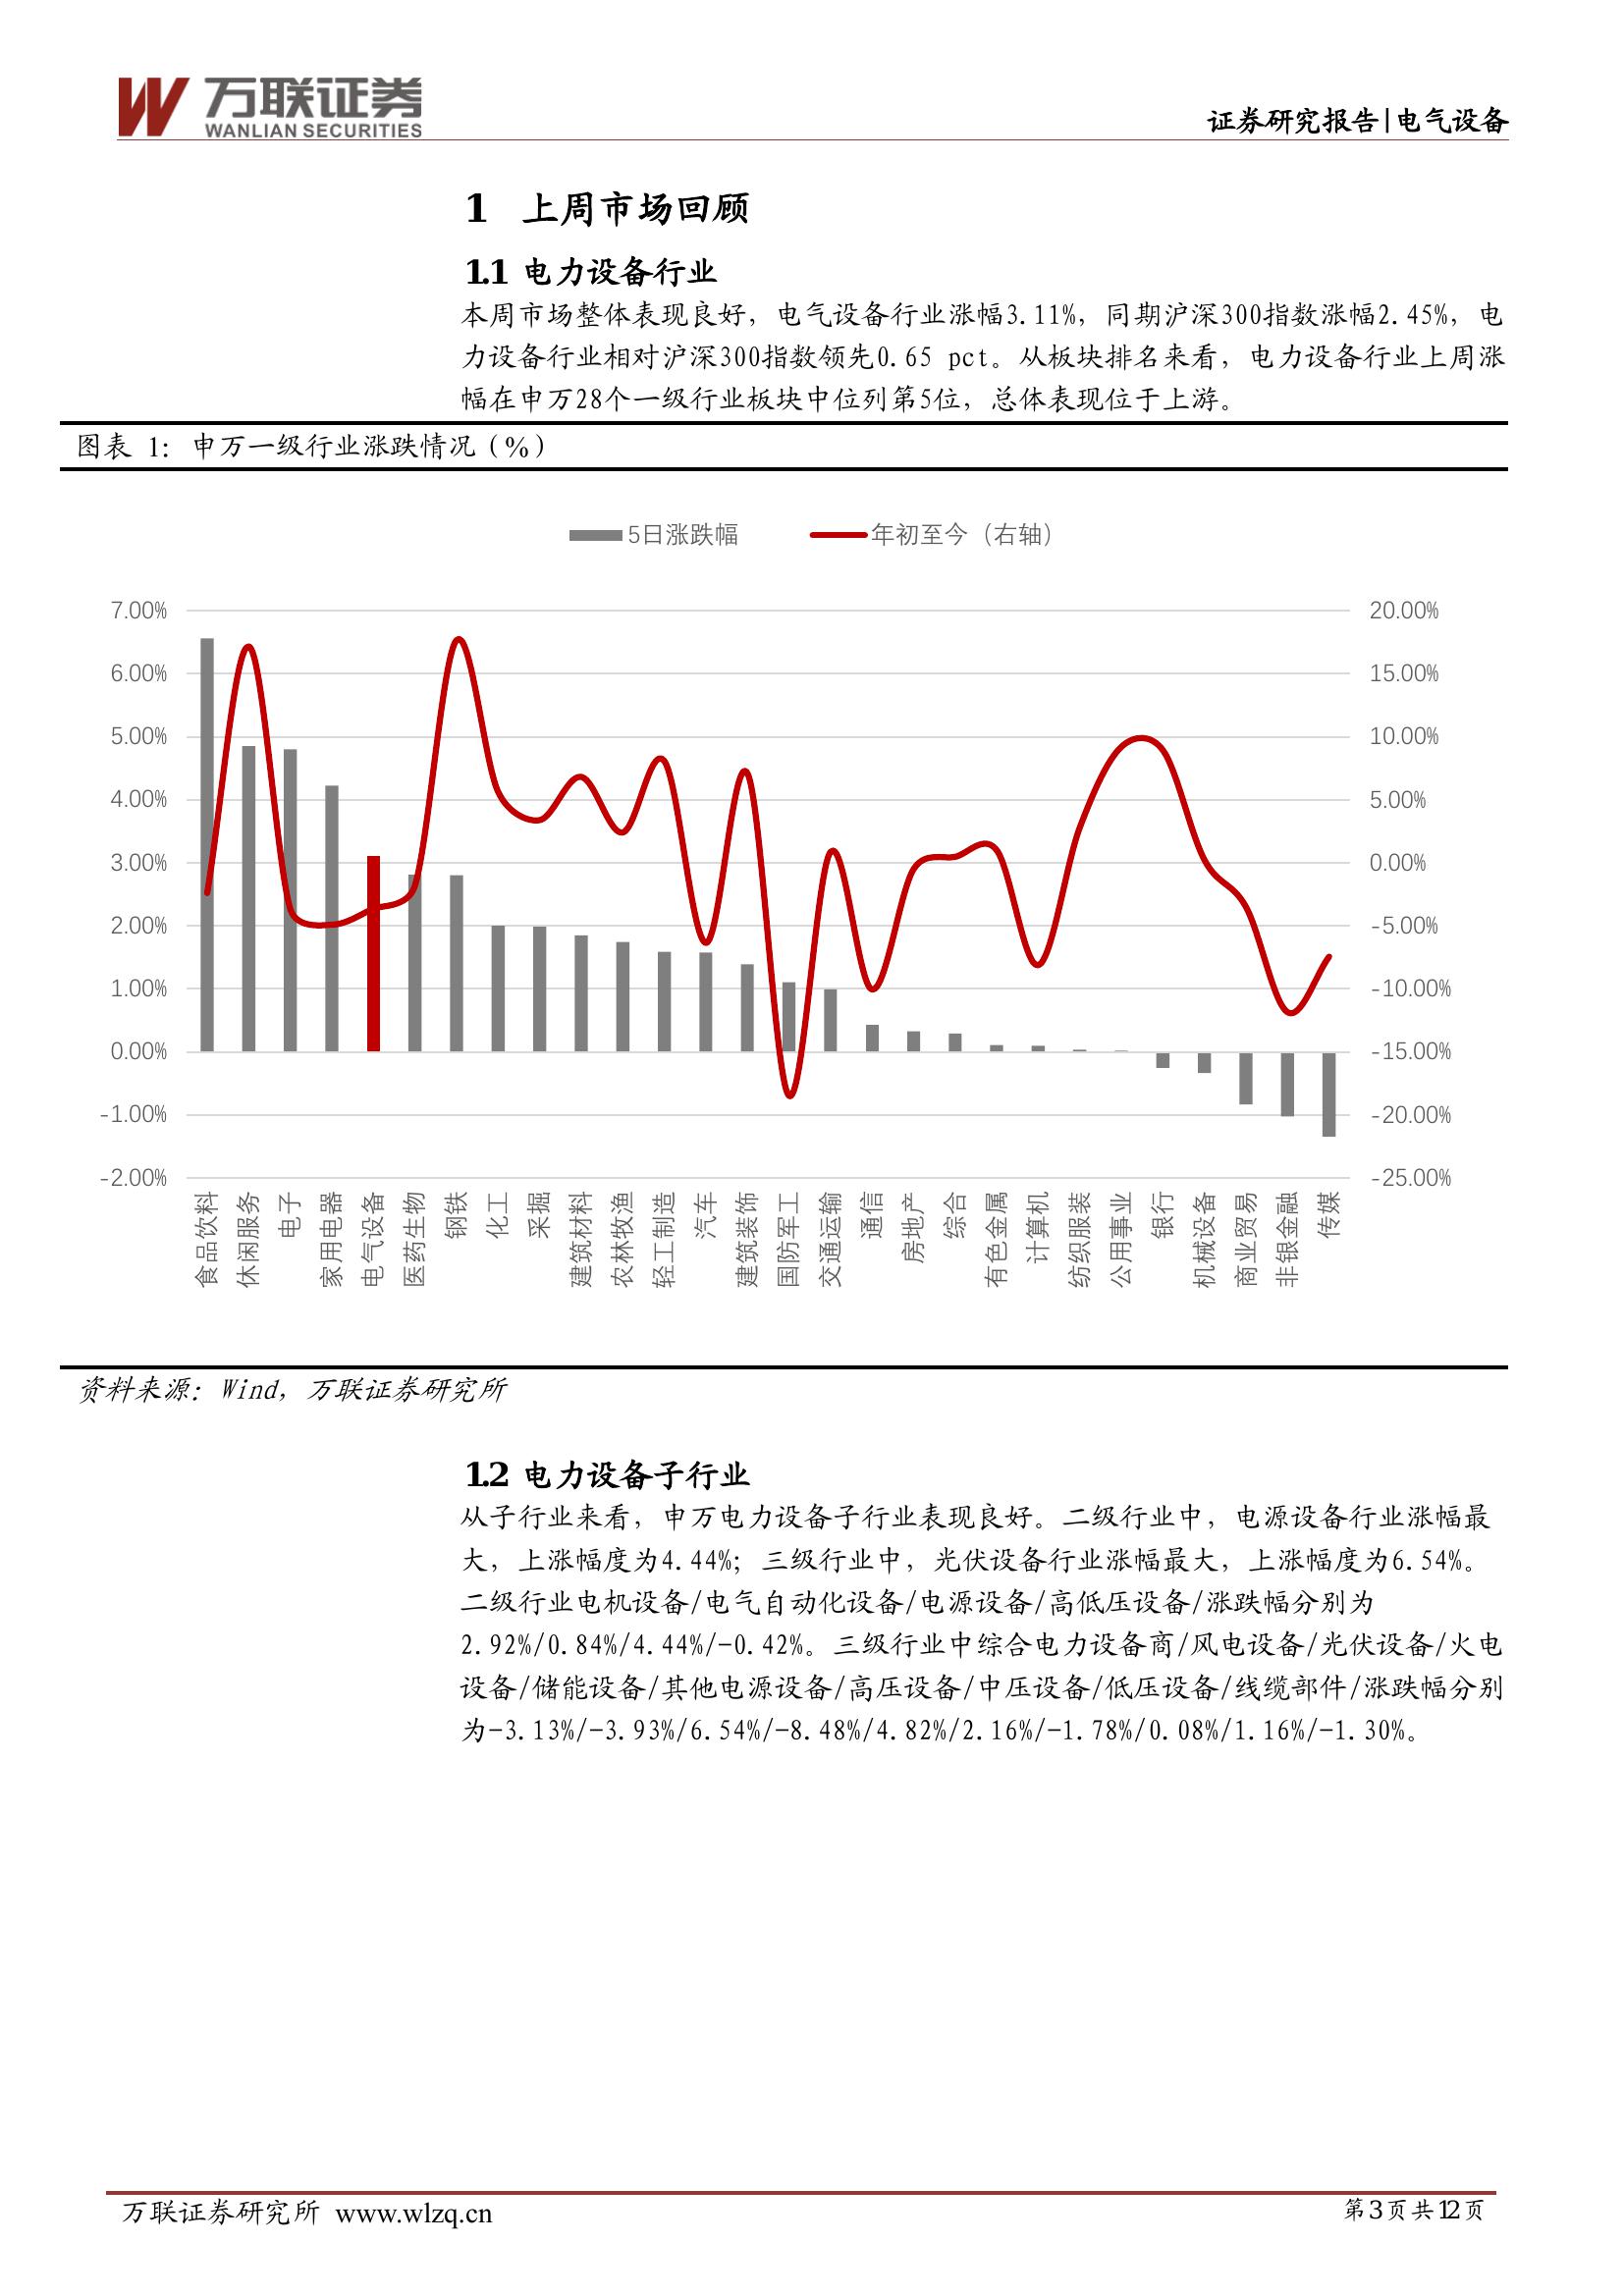 万联证券
WANLIAN SECURITIES
证券研究报告|电气设备
1 上周市场回顾
1.1 电力设备行业
本周市场整体表现良好，电气设备行业涨幅3.11%，同期沪深300指数涨幅2.45%，电
力设备行业相对沪深300指数领先0.65 pct。从板块排名来看，电力设备行业上周涨
幅在申万28个一级行业板块中位列第5位，总体表现位于上游。
图表 1：申万一级行业涨跌情况（%）
5日涨跌幅 年初至今（右轴）
7.00% 20.00%
6.00% 15.00%
5.00% 10.00%
4.00% 5.00%
3.00% 0.00%
2.00% -5.00%
1.00% -10.00%
0.00% -15.00%
-1.00% -20.00%
-2.00% -25.00%
食品饮料
休闲服务
电子
家用电器
电气设备
医药生物
钢铁
化工
采掘
建筑材料
农林牧渔
轻工制造
汽车
建筑装饰
国防军工
交通运输
通信
房地产
综合
有色金属
计算机
纺织服装
公用事业
银行
机械设备
商业贸易
非银金融
传媒
资料来源：Wind，万联证券研究所
1.2 电力设备子行业
从子行业来看，申万电力设备子行业表现良好。二级行业中，电源设备行业涨幅最
大，上涨幅度为4.44%；三级行业中，光伏设备行业涨幅最大，上涨幅度为6.54%。
二级行业电机设备/电气自动化设备/电源设备/高低压设备/涨跌幅分别为
2.92%/0.84%/4.44%/-0.42%。三级行业中综合电力设备商/风电设备/光伏设备/火电
设备/储能设备/其他电源设备/高压设备/中压设备/低压设备/线缆部件/涨跌幅分别
为-3.13%/-3.93%/6.54%/-8.48%/4.82%/2.16%/-1.78%/0.08%/1.16%/-1.30%。
万联证券研究所 www.wlzq.cn 第3页共12页